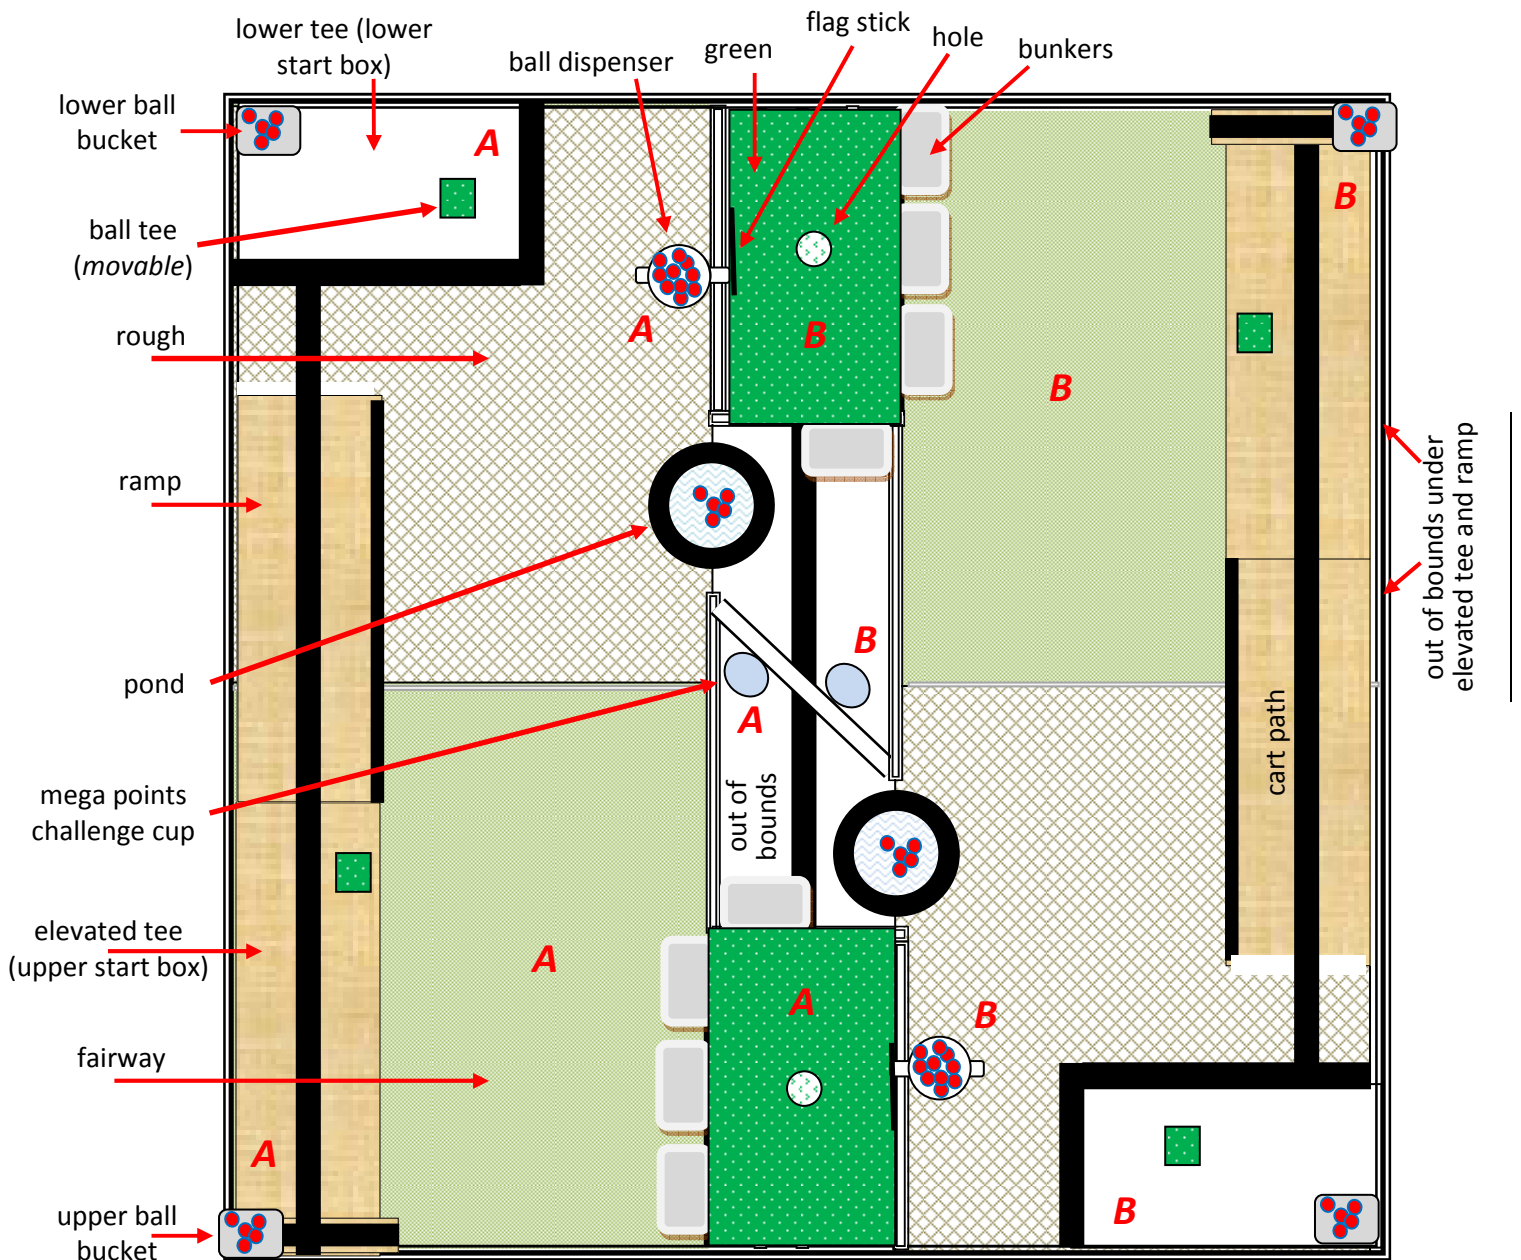 lower tee (lower
start box)
ball dispenser
green
flag stick
hole
bunkers
lower ball
bucket
A
B
ball tee
(movable)
rough
A
B
B
ramp
out of bounds under
elevated tee and ramp
pond
B
A
mega points
challenge cup
out of
bounds
cart path
elevated tee
(upper start box)
A
A
B
fairway
A
B
upper ball
bucket